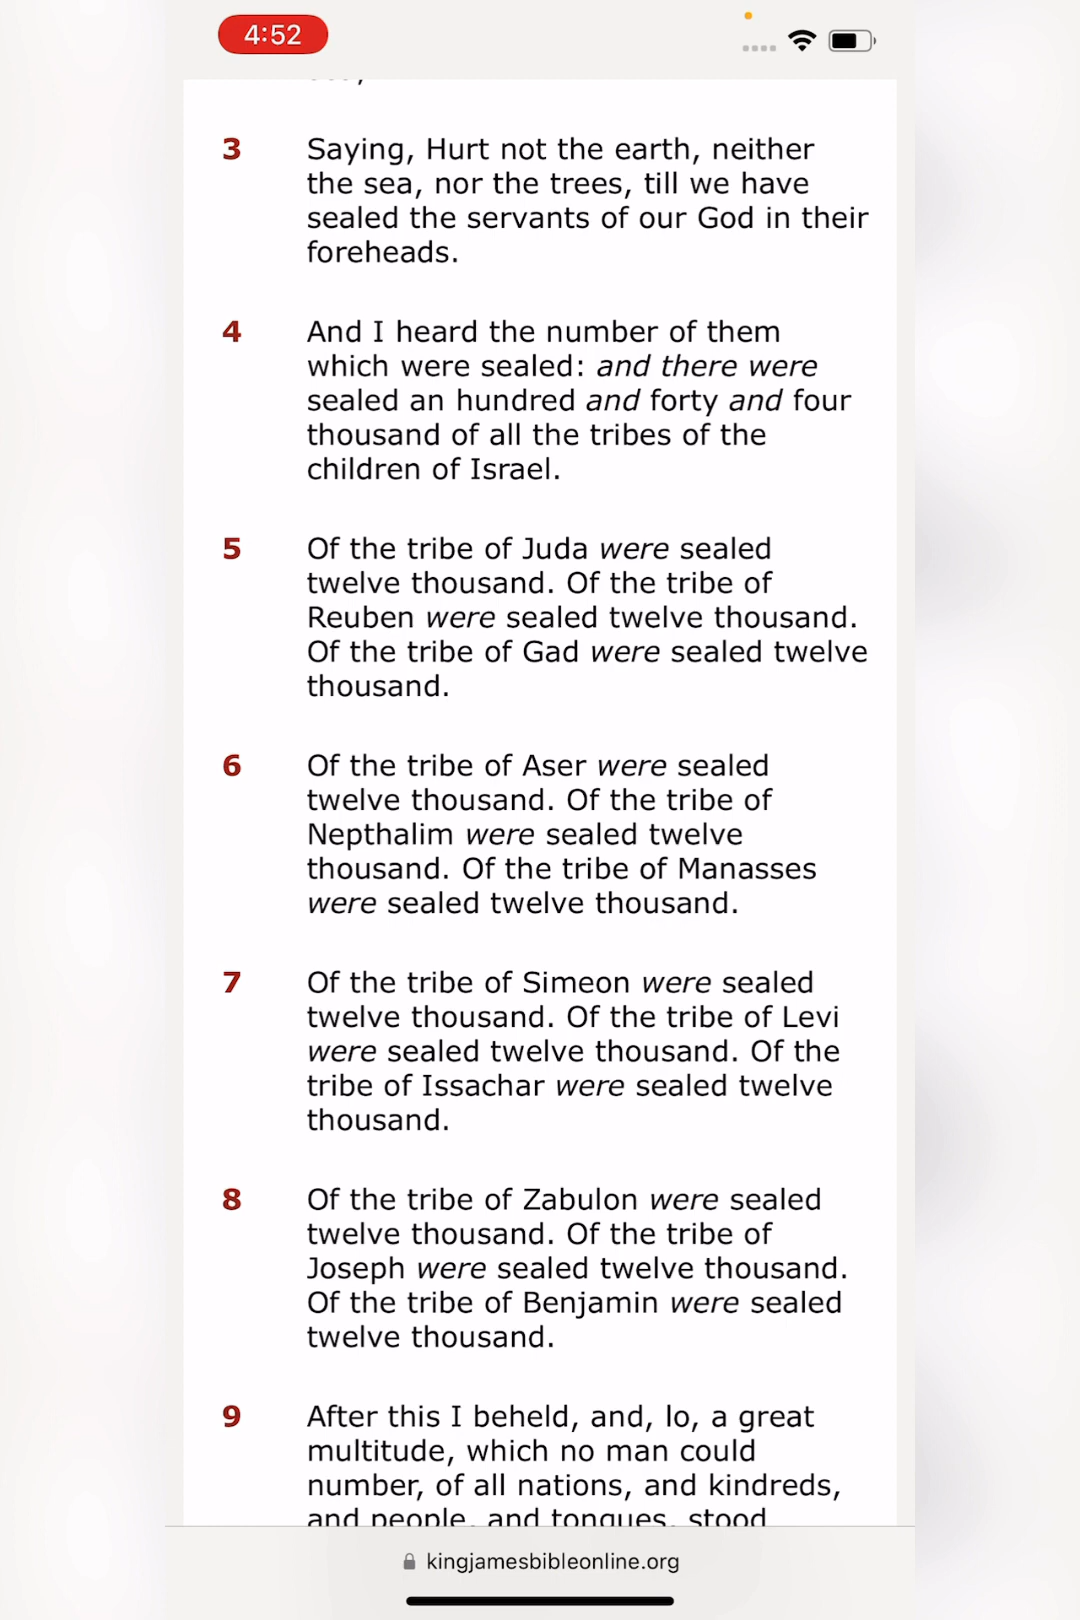 4:52
3 Saying, Hurt not the earth, neither
the sea, nor the trees, till we have
sealed the servants of our God in their
foreheads.
4 And I heard the number of them
which were sealed: and there were
sealed an hundred and forty and four
thousand of all the tribes of the
children of Israel.
5 Of the tribe of Juda were sealed
twelve thousand. Of the tribe of
Reuben were sealed twelve thousand.
Of the tribe of Gad were sealed twelve
thousand.
6 Of the tribe of Aser were sealed
twelve thousand. Of the tribe of
Nepthalim were sealed twelve
thousand. Of the tribe of Manasses
were sealed twelve thousand.
7 Of the tribe of Simeon were sealed
twelve thousand. Of the tribe of Levi
were sealed twelve thousand. Of the
tribe of Issachar were sealed twelve
thousand.
8 Of the tribe of Zabulon were sealed
twelve thousand. Of the tribe of
Joseph were sealed twelve thousand.
Of the tribe of Benjamin were sealed
twelve thousand.
9 After this I beheld, and, lo, a great
multitude, which no man could
number, of all nations, and kindreds,
and people, and tongues, stood
kingjamesbibleonline.org